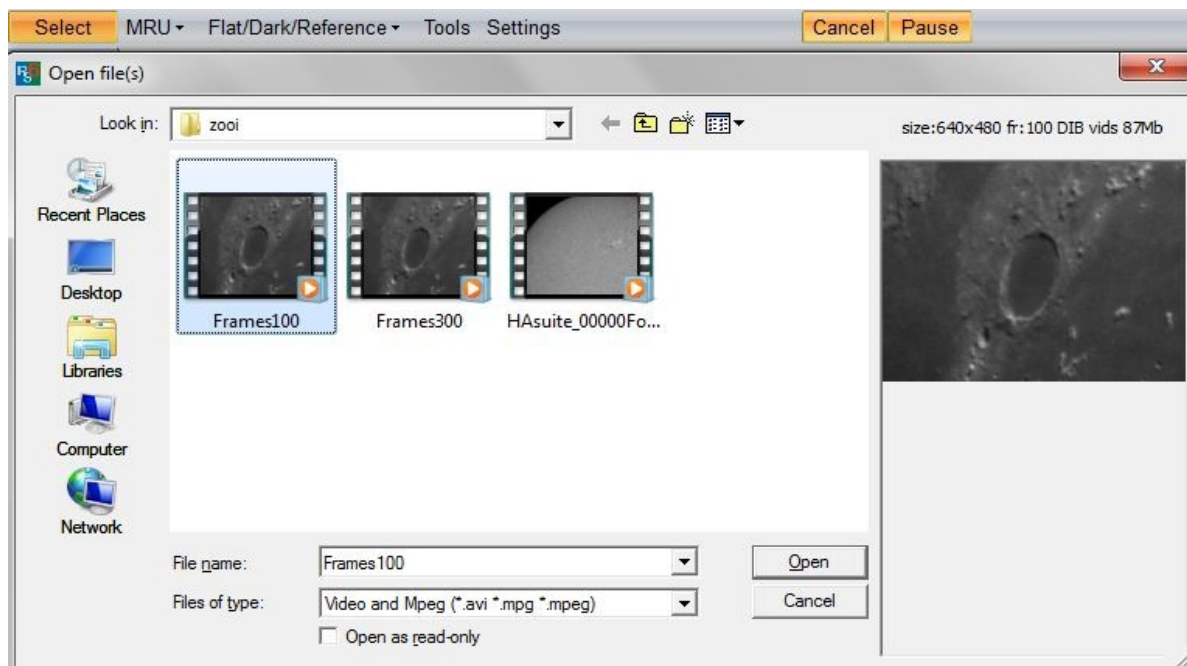 Select MRU Flat/Dark/Reference Tools Settings Cancel Pause
RS Open file(s) X
Look in: zooi
size:640x480 fr:100 DIB vids 87Mb
Recent Places
Desktop
Libraries
Computer
Network
Frames100 Frames300 HAsuite_00000Fo...
File name: Frames100 Open
Files of type: Video and Mpeg (*.avi *.mpg *.mpeg) Cancel
Open as read-only